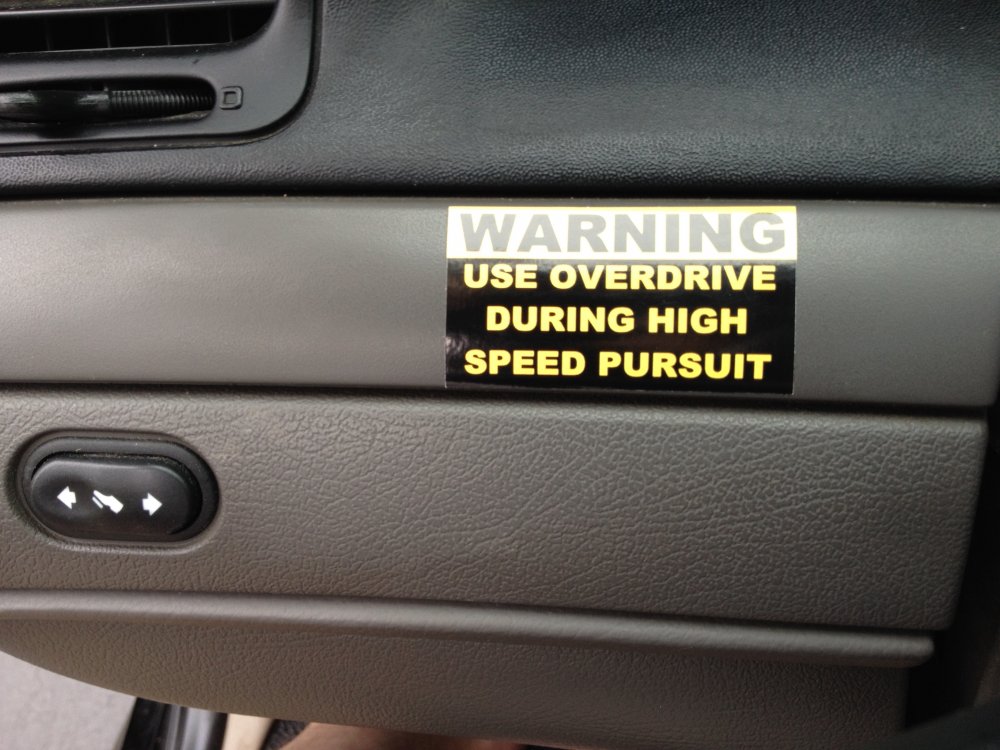 WARNING
USE OVERDRIVE
DURING HIGH
SPEED PURSUIT